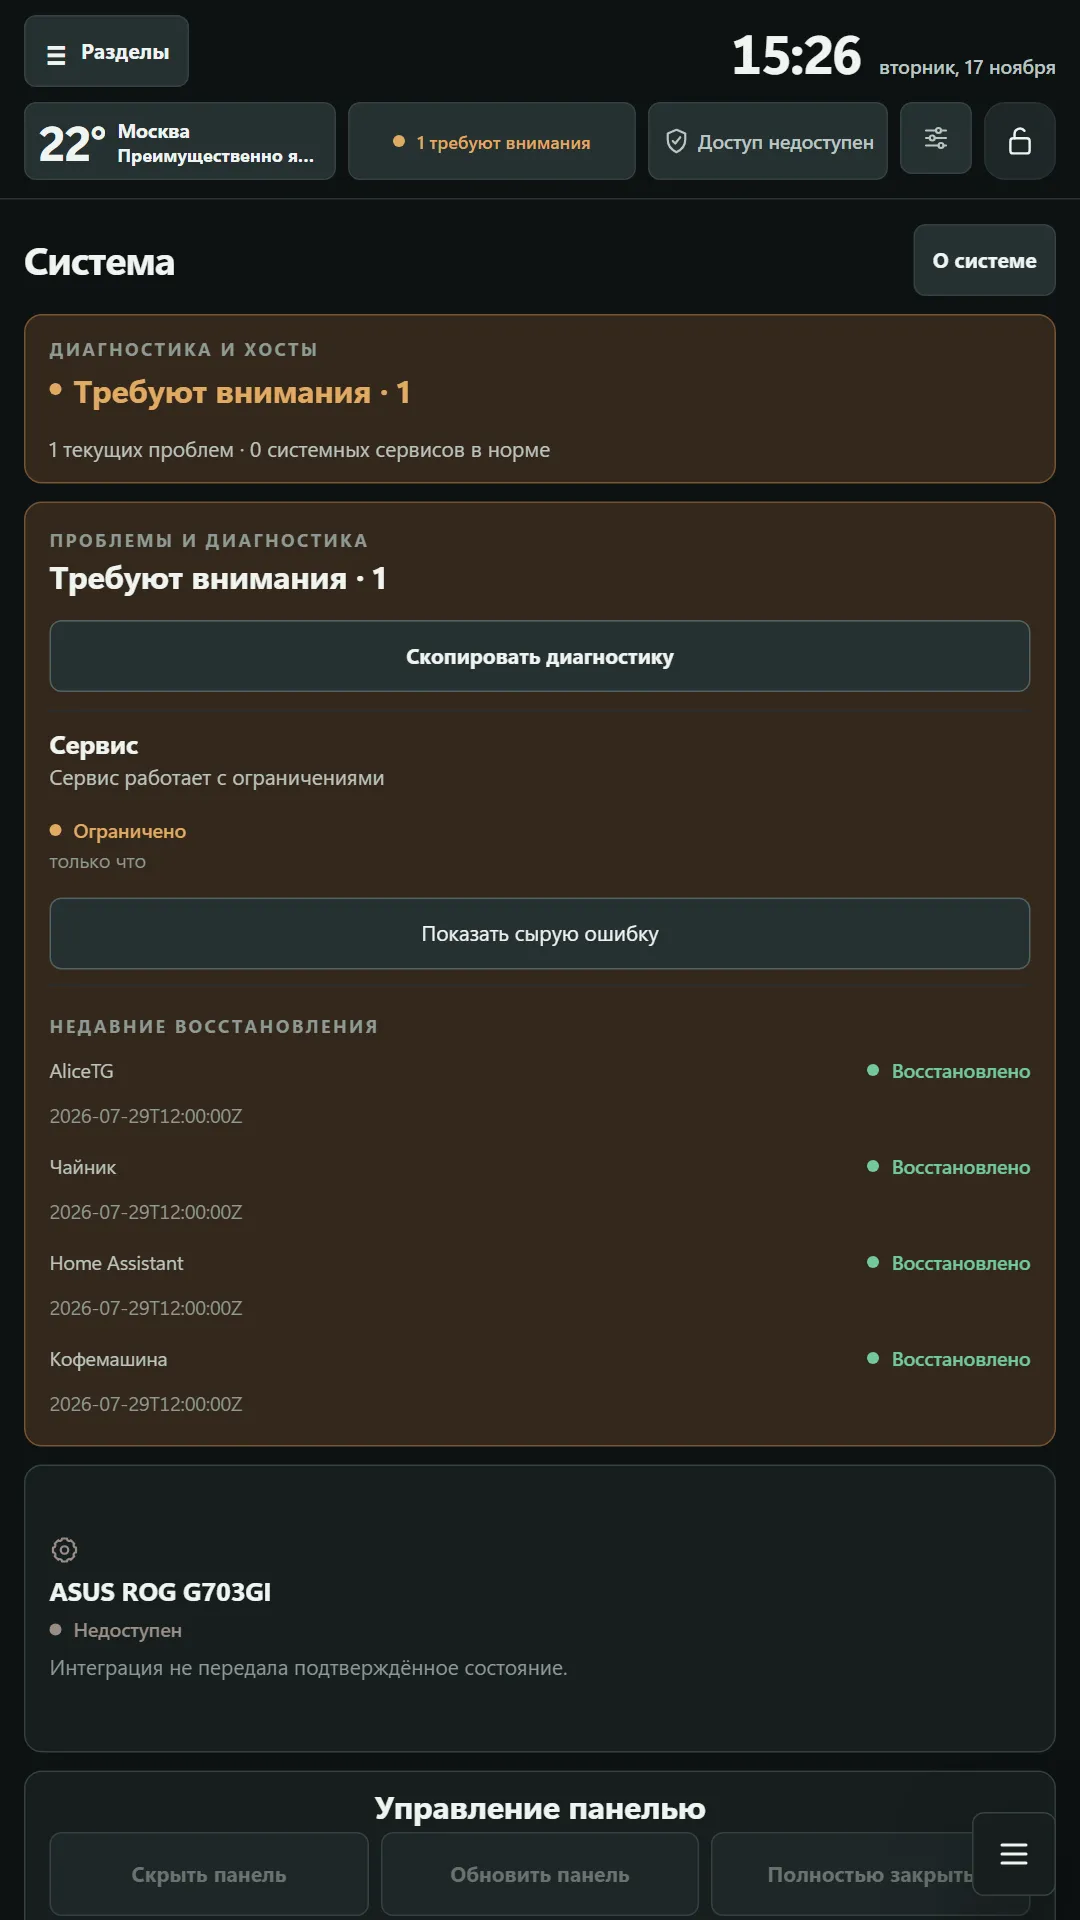 Разделы
15:26 вторник, 17 ноября
22° Москва
Преимущественно я...
1 требуют внимания
Доступ недоступен
Система
О системе
ДИАГНОСТИКА И ХОСТЫ
Требуют внимания · 1
1 текущих проблем · 0 системных сервисов в норме
ПРОБЛЕМЫ И ДИАГНОСТИКА
Требуют внимания · 1
Скопировать диагностику
Сервис
Сервис работает с ограничениями
Ограничено
только что
Показать сырую ошибку
НЕДАВНИЕ ВОССТАНОВЛЕНИЯ
AliceTG Восстановлено
2026-07-29T12:00:00Z
Чайник Восстановлено
2026-07-29T12:00:00Z
Home Assistant Восстановлено
2026-07-29T12:00:00Z
Кофемашина Восстановлено
2026-07-29T12:00:00Z
ASUS ROG G703GI
Недоступен
Интеграция не передала подтверждённое состояние.
Управление панелью
Скрыть панель
Обновить панель
Полностью закрыть